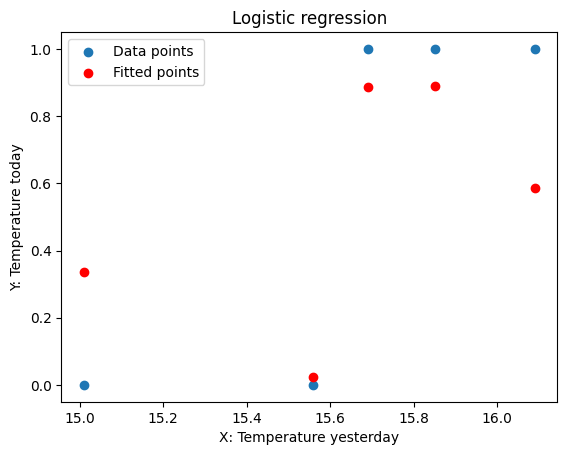 Logistic regression
Data points
Fitted points
1.0
0.8
0.6
0.4
0.2
0.0
Y: Temperature today
15.0 15.2 15.4 15.6 15.8 16.0
X: Temperature yesterday